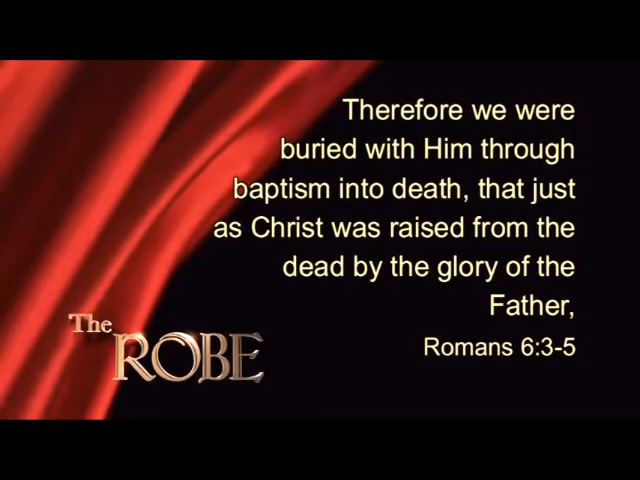 Therefore we were
buried with Him through
baptism into death, that just
as Christ was raised from the
dead by the glory of the
Father,
Romans 6:3-5
The
ROBE